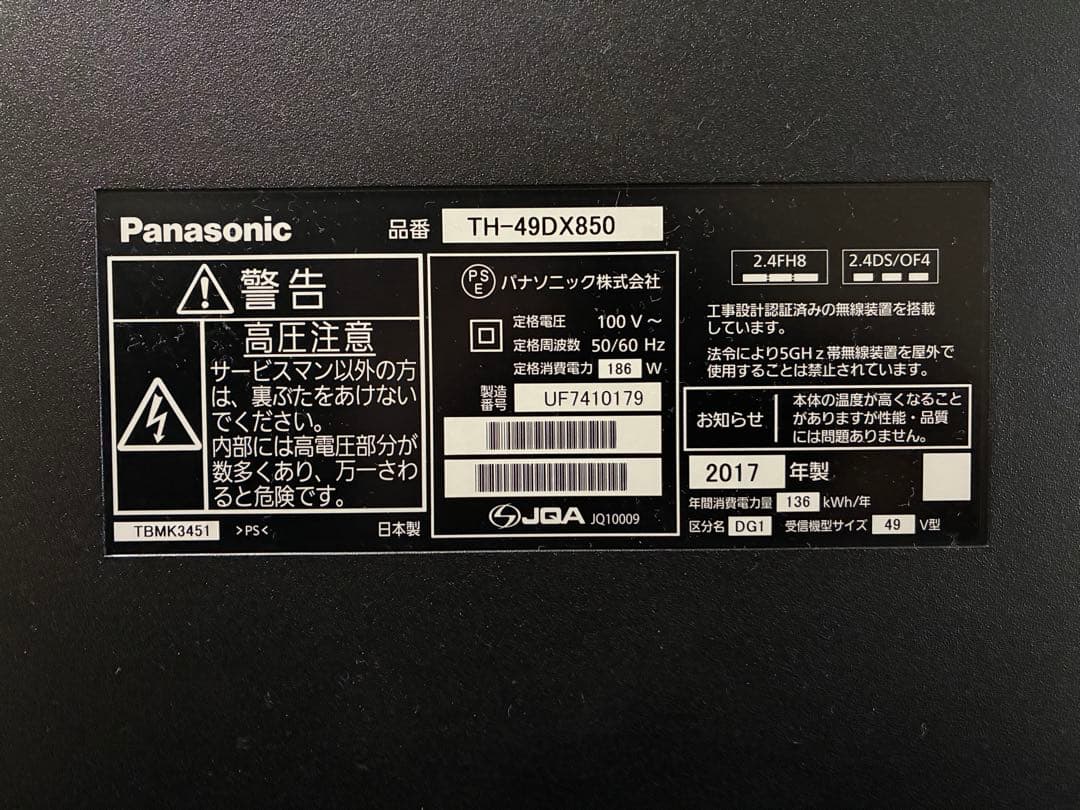 Panasonic
品番 TH-49DX850
警告
高圧注意
サービスマン以外の方
は、裏ぶたをあけない
でください。
内部には高電圧部分が
数多くあり、万一さわ
ると危険です。
TBMK3451 >PS< 日本製
PSE パナソニック株式会社
定格電圧 100 V～
定格周波数 50/60 Hz
定格消費電力 186 W
製造番号 UF7410179
JQA JQ10009
2.4FH8 2.4DS/OF4
工事設計認証済みの無線装置を搭載
しています。
法令により5GHz帯無線装置を屋外で
使用することは禁止されています。
お知らせ
本体の温度が高くなること
がありますが性能・品質
には問題ありません。
2017 年製
年間消費電力量 136 kWh/年
区分名 DG1 受信機型サイズ 49 V型